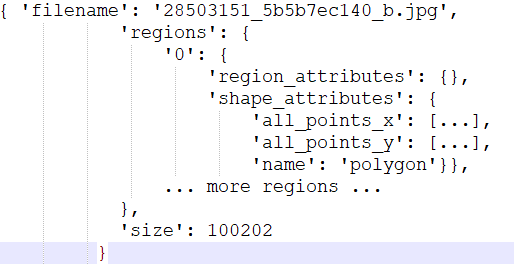 { 'filename': '28503151_5b5b7ec140_b.jpg',
'regions': {
'0': {
'region_attributes': {},
'shape_attributes': {
'all_points_x': [...],
'all_points_y': [...],
'name': 'polygon'}},
... more regions ...
},
'size': 100202
}